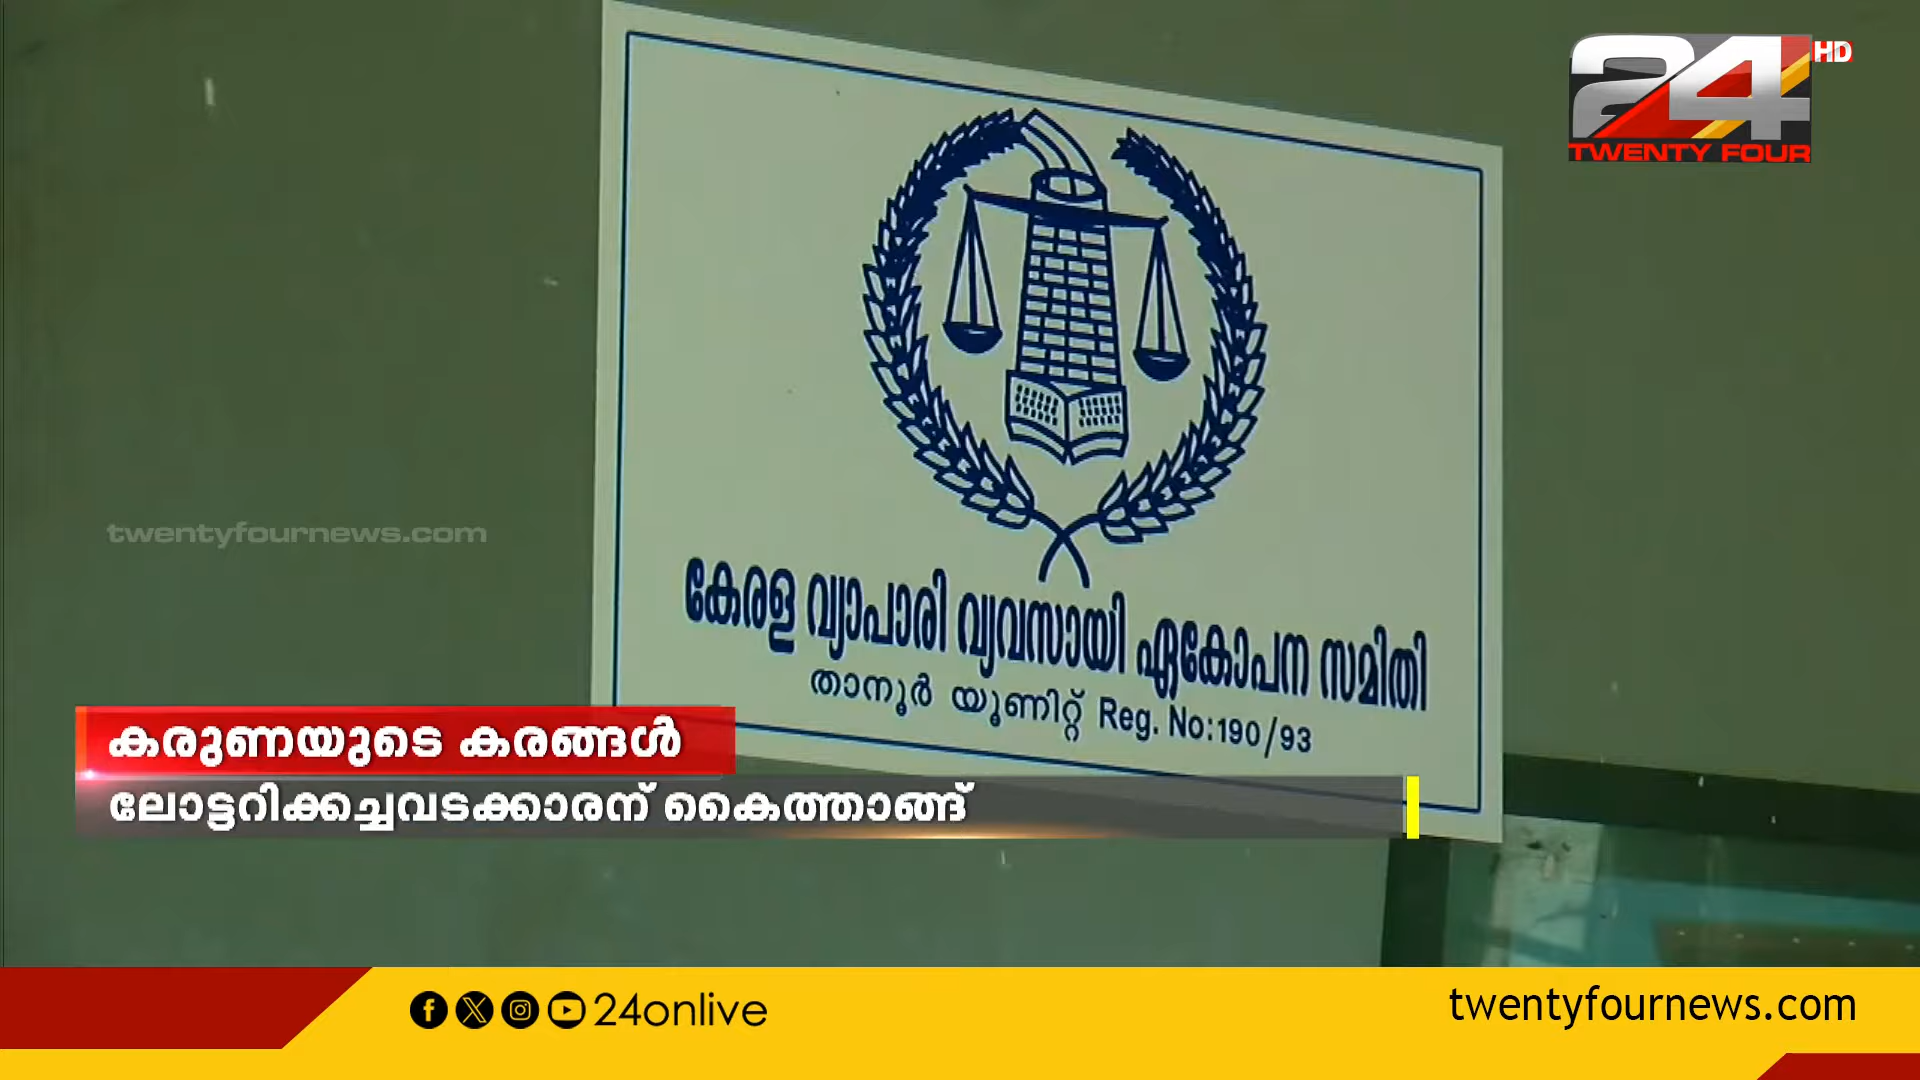 24 HD
TWENTY FOUR
twentyfournews.com
കേരള വ്യാപാരി വ്യവസായി ഏകോപന സമിതി
താനൂർ യൂണിറ്റ് Reg. No:190/93
കരുണയുടെ കരങ്ങൾ
ലോട്ടറിക്കച്ചവടക്കാരന് കൈത്താങ്ങ്
24onlive
twentyfournews.com